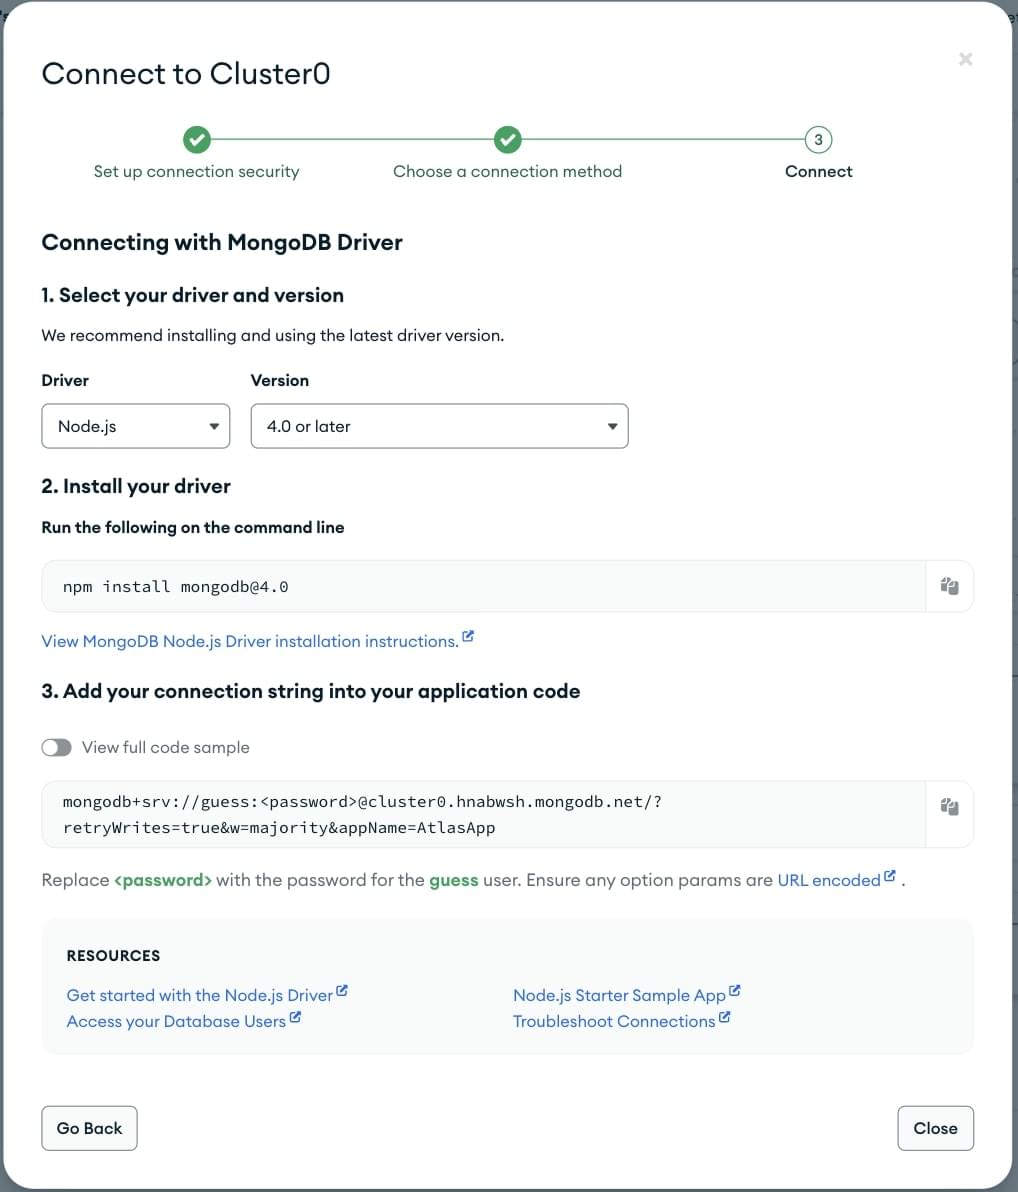 Connect to Cluster0
Set up connection security
Choose a connection method
3
Connect
Connecting with MongoDB Driver
1. Select your driver and version
We recommend installing and using the latest driver version.
Driver Version
Node.js 4.0 or later
2. Install your driver
Run the following on the command line
npm install mongodb@4.0
View MongoDB Node.js Driver installation instructions.
3. Add your connection string into your application code
View full code sample
mongodb+srv://guess:<password>@cluster0.hnabwsh.mongodb.net/?
retryWrites=true&w=majority&appName=AtlasApp
Replace <password> with the password for the guess user. Ensure any option params are URL encoded .
RESOURCES
Get started with the Node.js Driver Node.js Starter Sample App
Access your Database Users Troubleshoot Connections
Go Back Close